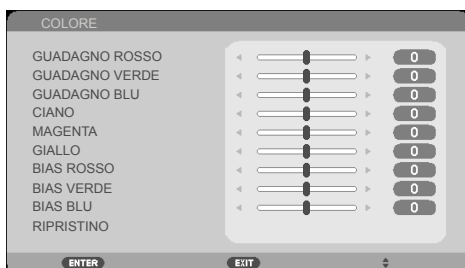 COLORE
GUADAGNO ROSSO 0
GUADAGNO VERDE 0
GUADAGNO BLU 0
CIANO 0
MAGENTA 0
GIALLO 0
BIAS ROSSO 0
BIAS VERDE 0
BIAS BLU 0
RIPRISTINO
ENTER EXIT